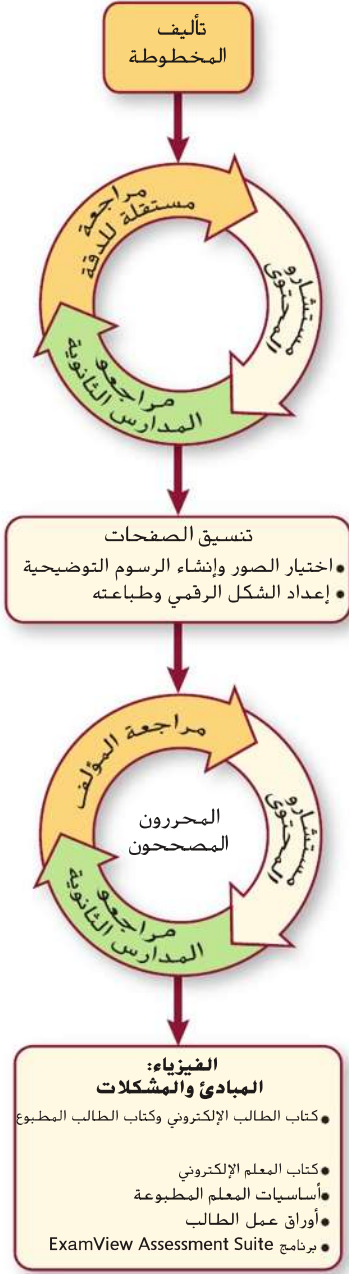 تأليف
المخطوطة
مراجعة
مستقلة للدقة
مستشارو
المحتوى
مراجعو
المدارس الثانوية
تنسيق الصفحات
• اختيار الصور وإنشاء الرسوم التوضيحية
• إعداد الشكل الرقمي وطباعته
مراجعة المؤلف
مستشارو
المحتوى
مراجعو
المدارس الثانوية
المحررون
المصححون
الفيزياء:
المبادئ والمشكلات
• كتاب الطالب الإلكتروني وكتاب الطالب المطبوع
• كتاب المعلم الإلكتروني
• أساسيات المعلم المطبوعة
• أوراق عمل الطالب
• برنامج ExamView Assessment Suite